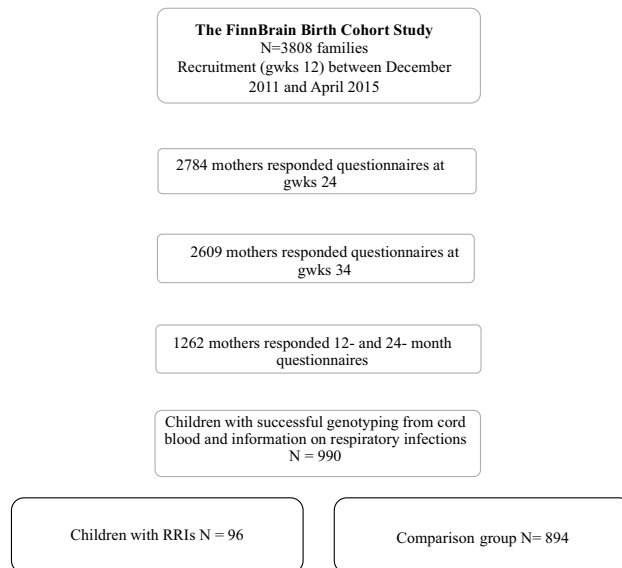 The FinnBrain Birth Cohort Study
N=3808 families
Recruitment (gwks 12) between December
2011 and April 2015
2784 mothers responded questionnaires at
gwks 24
2609 mothers responded questionnaires at
gwks 34
1262 mothers responded 12- and 24- month
questionnaires
Children with successful genotyping from cord
blood and information on respiratory infections
N = 990
Children with RRIs N = 96
Comparison group N= 894